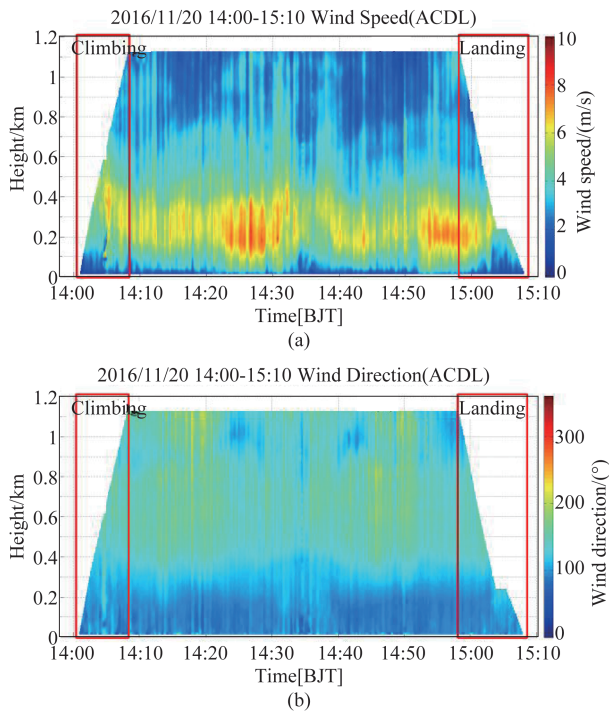 2016/11/20 14:00-15:10 Wind Speed(ACDL)
1.2
1
0.8
0.6
0.4
0.2
0
Height/km
Climbing
Landing
10
8
6
4
2
0
Wind speed/(m/s)
14:00 14:10 14:20 14:30 14:40 14:50 15:00 15:10
Time[BJT]
(a)
2016/11/20 14:00-15:10 Wind Direction(ACDL)
1.2
1
0.8
0.6
0.4
0.2
0
Height/km
Climbing
Landing
300
200
100
0
Wind direction/(°)
14:00 14:10 14:20 14:30 14:40 14:50 15:00 15:10
Time[BJT]
(b)